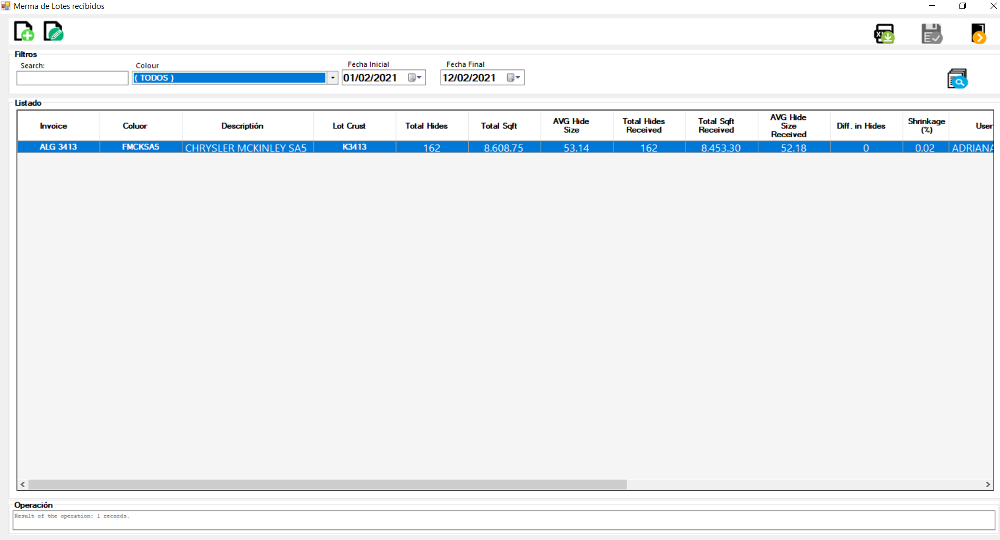 Merma de Lotes recibidos
Filtros
Search:
Colour
Fecha Inicial
Fecha Final
( TODOS )
01/02/2021
12/02/2021
Listado
Invoice
Coluor
Descriptión
Lot Crust
Total Hides
Total Sqft
AVG Hide
Size
Total Hides
Received
Total Sqft
Received
AVG Hide
Size
Received
Diff. in Hides
Shrinkage
(%)
User
ALG 3413
FMCKSA5
CHRYSLER MCKINLEY SA5
K3413
162
8.608.75
53.14
162
8.453.30
52.18
0
0.02
ADRIANA
Operación
Result of the operation: 1 records.